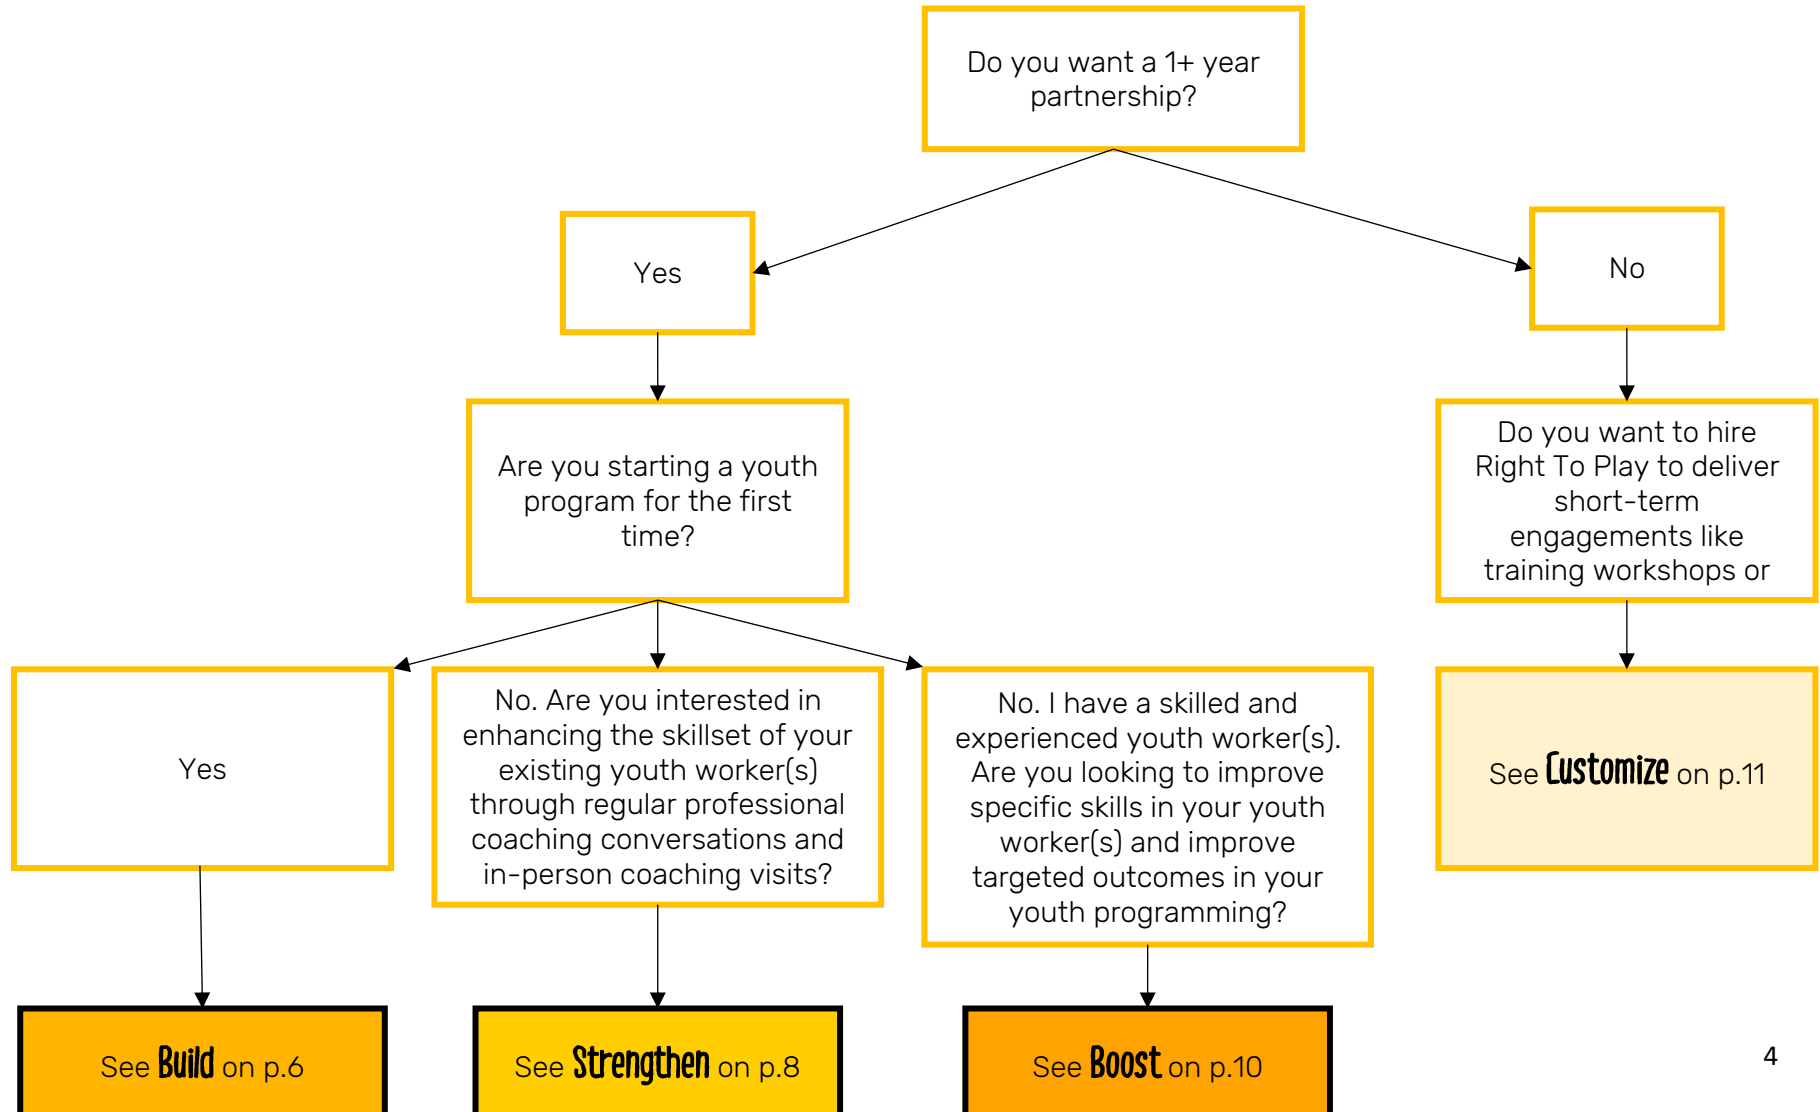 Do you want a 1+ year
partnership?
Yes
No
Are you starting a youth
program for the first
time?
Do you want to hire
Right To Play to deliver
short-term
engagements like
training workshops or
Yes
No. Are you interested in
enhancing the skillset of your
existing youth worker(s)
through regular professional
coaching conversations and
in-person coaching visits?
No. I have a skilled and
experienced youth worker(s).
Are you looking to improve
specific skills in your youth
worker(s) and improve
targeted outcomes in your
youth programming?
See Customize on p.11
See Build on p.6
See Strengthen on p.8
See Boost on p.10
4